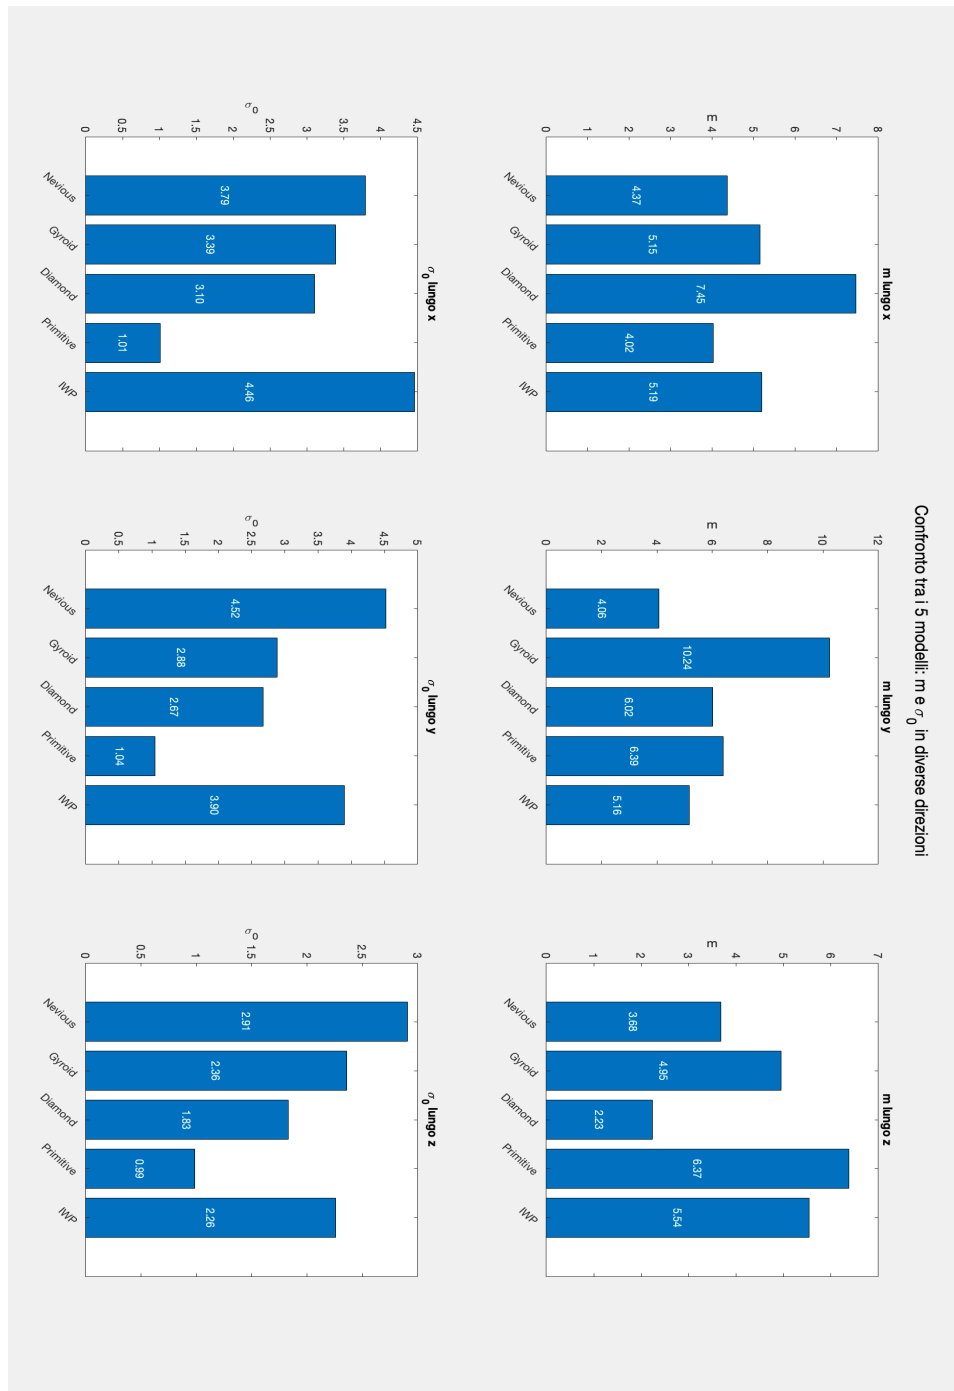 Confronto tra i 5 modelli: m e σ0 in diverse direzioni
m lungo x
m
0 1 2 3 4 5 6 7 8
4.37 5.15 7.45 4.02 5.19
Nevious Gyroid Diamond Primitive IWP
m lungo y
m
0 2 4 6 8 10 12
4.06 10.24 6.02 6.39 5.16
Nevious Gyroid Diamond Primitive IWP
m lungo z
m
0 1 2 3 4 5 6 7
3.68 4.95 2.23 6.37 5.54
Nevious Gyroid Diamond Primitive IWP
σ0 lungo x
σ0
0 0.5 1 1.5 2 2.5 3 3.5 4 4.5
3.79 3.39 3.10 1.01 4.46
Nevious Gyroid Diamond Primitive IWP
σ0 lungo y
σ0
0 0.5 1 1.5 2 2.5 3 3.5 4 4.5 5
4.52 2.88 2.67 1.04 3.90
Nevious Gyroid Diamond Primitive IWP
σ0 lungo z
σ0
0 0.5 1 1.5 2 2.5 3
2.91 2.36 1.83 0.99 2.26
Nevious Gyroid Diamond Primitive IWP